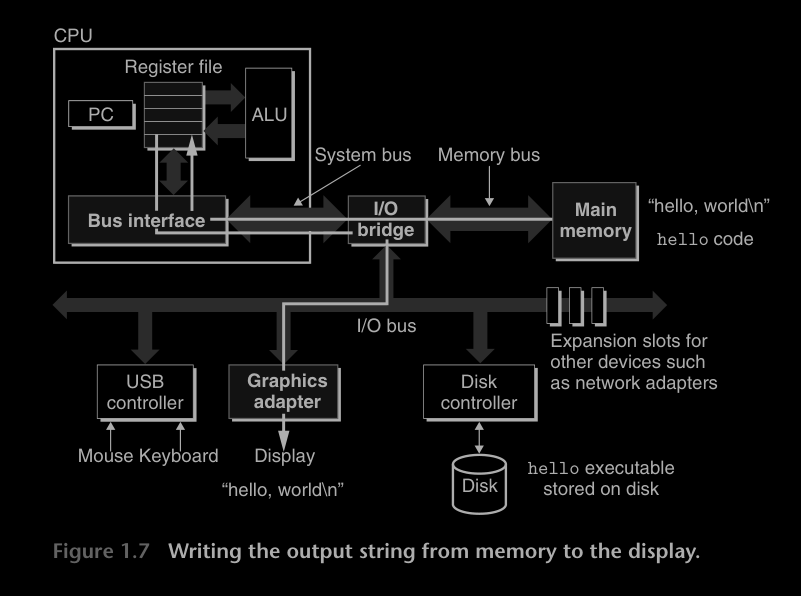 CPU
Register file
PC
ALU
System bus
Memory bus
Bus interface
I/O
bridge
Main
memory
“hello, world\n”
hello code
I/O bus
Expansion slots for
other devices such
as network adapters
USB
controller
Graphics
adapter
Disk
controller
Mouse Keyboard
Display
“hello, world\n”
Disk
hello executable
stored on disk
Figure 1.7 Writing the output string from memory to the display.